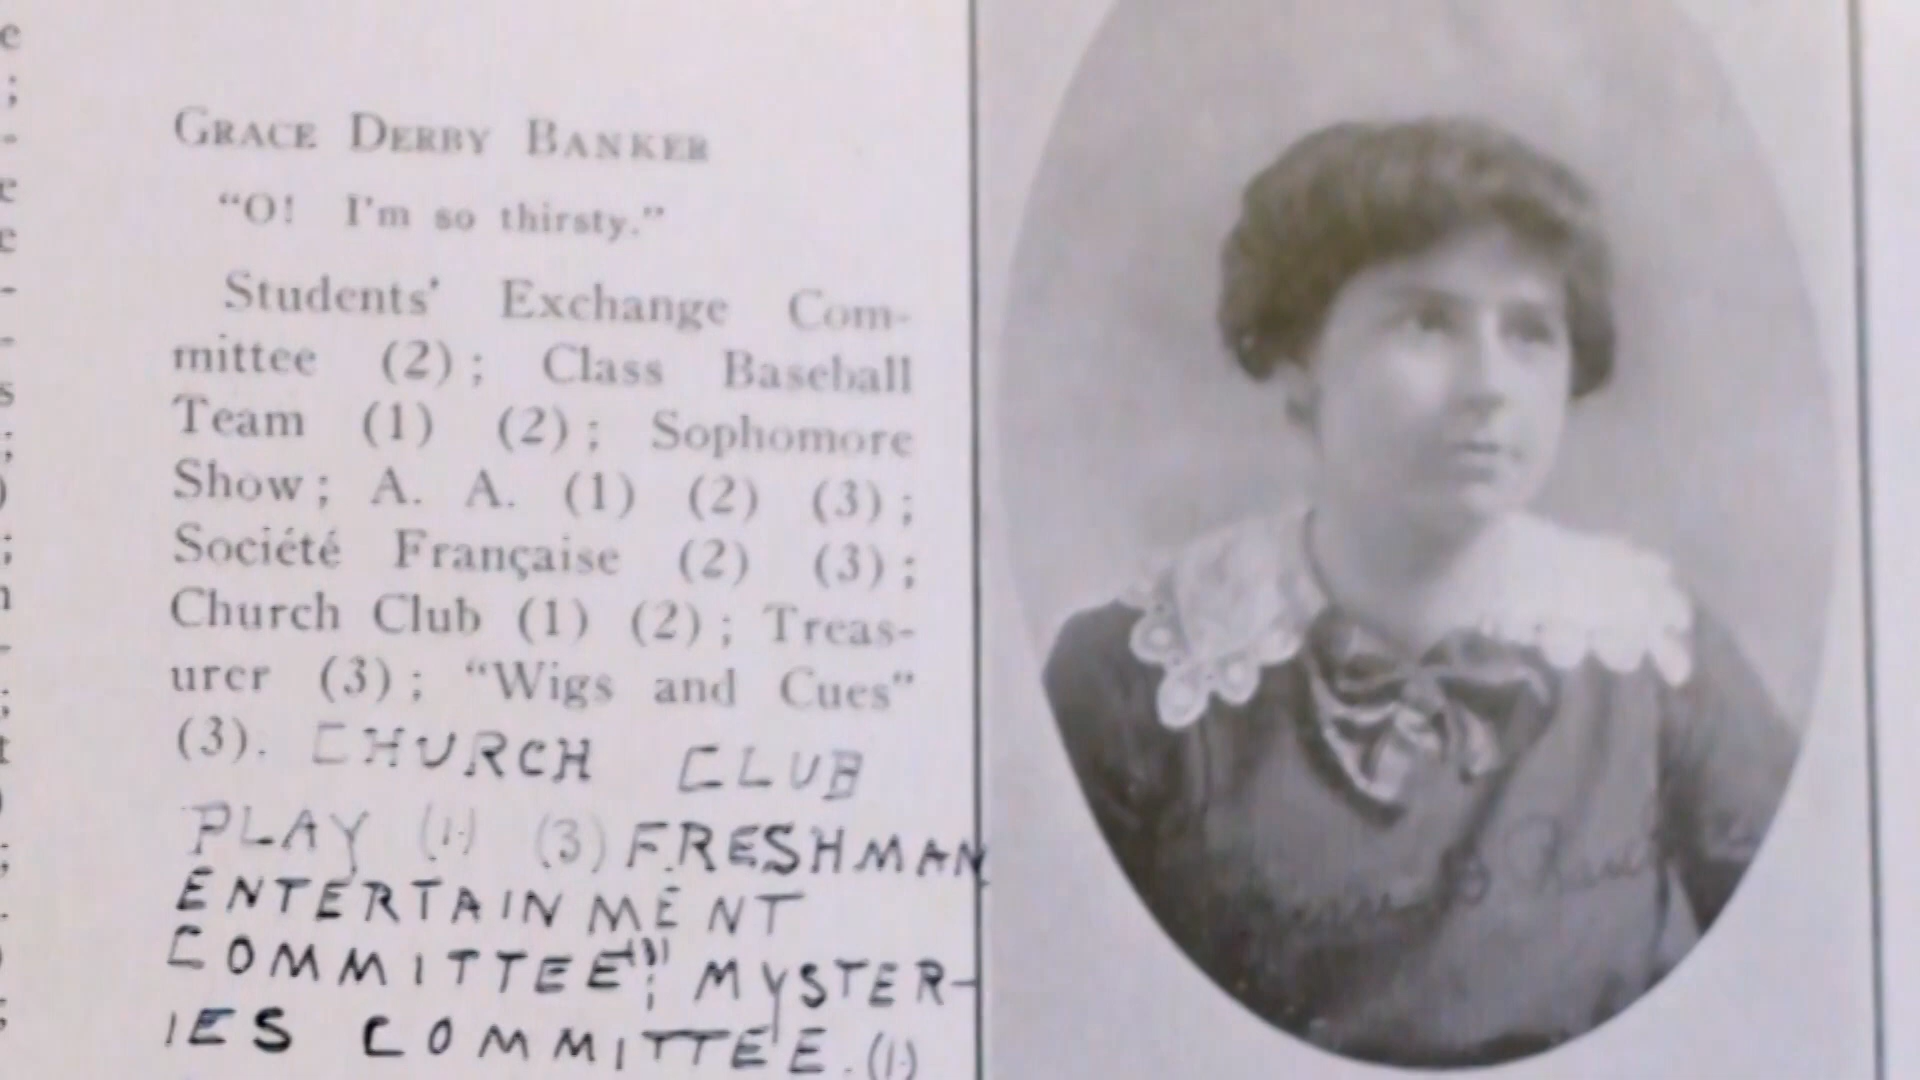 GRACE DERBY BANKER
"O! I'm so thirsty."
Students' Exchange Com-
mittee (2); Class Baseball
Team (1) (2); Sophomore
Show; A. A. (1) (2) (3);
Société Française (2) (3);
Church Club (1) (2); Treas-
urer (3); "Wigs and Cues"
(3). CHURCH CLUB
PLAY (1) (3) FRESHMAN
ENTERTAINMENT
COMMITTEE (1); MYSTER-
IES COMMITTEE. (1)